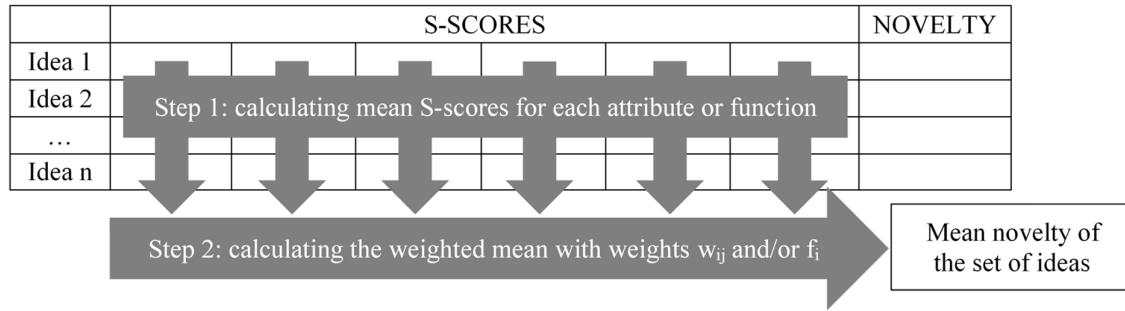 S-SCORES NOVELTY
Idea 1
Idea 2
Step 1: calculating mean S-scores for each attribute or function
…
Idea n
Step 2: calculating the weighted mean with weights wij and/or fi
Mean novelty of
the set of ideas